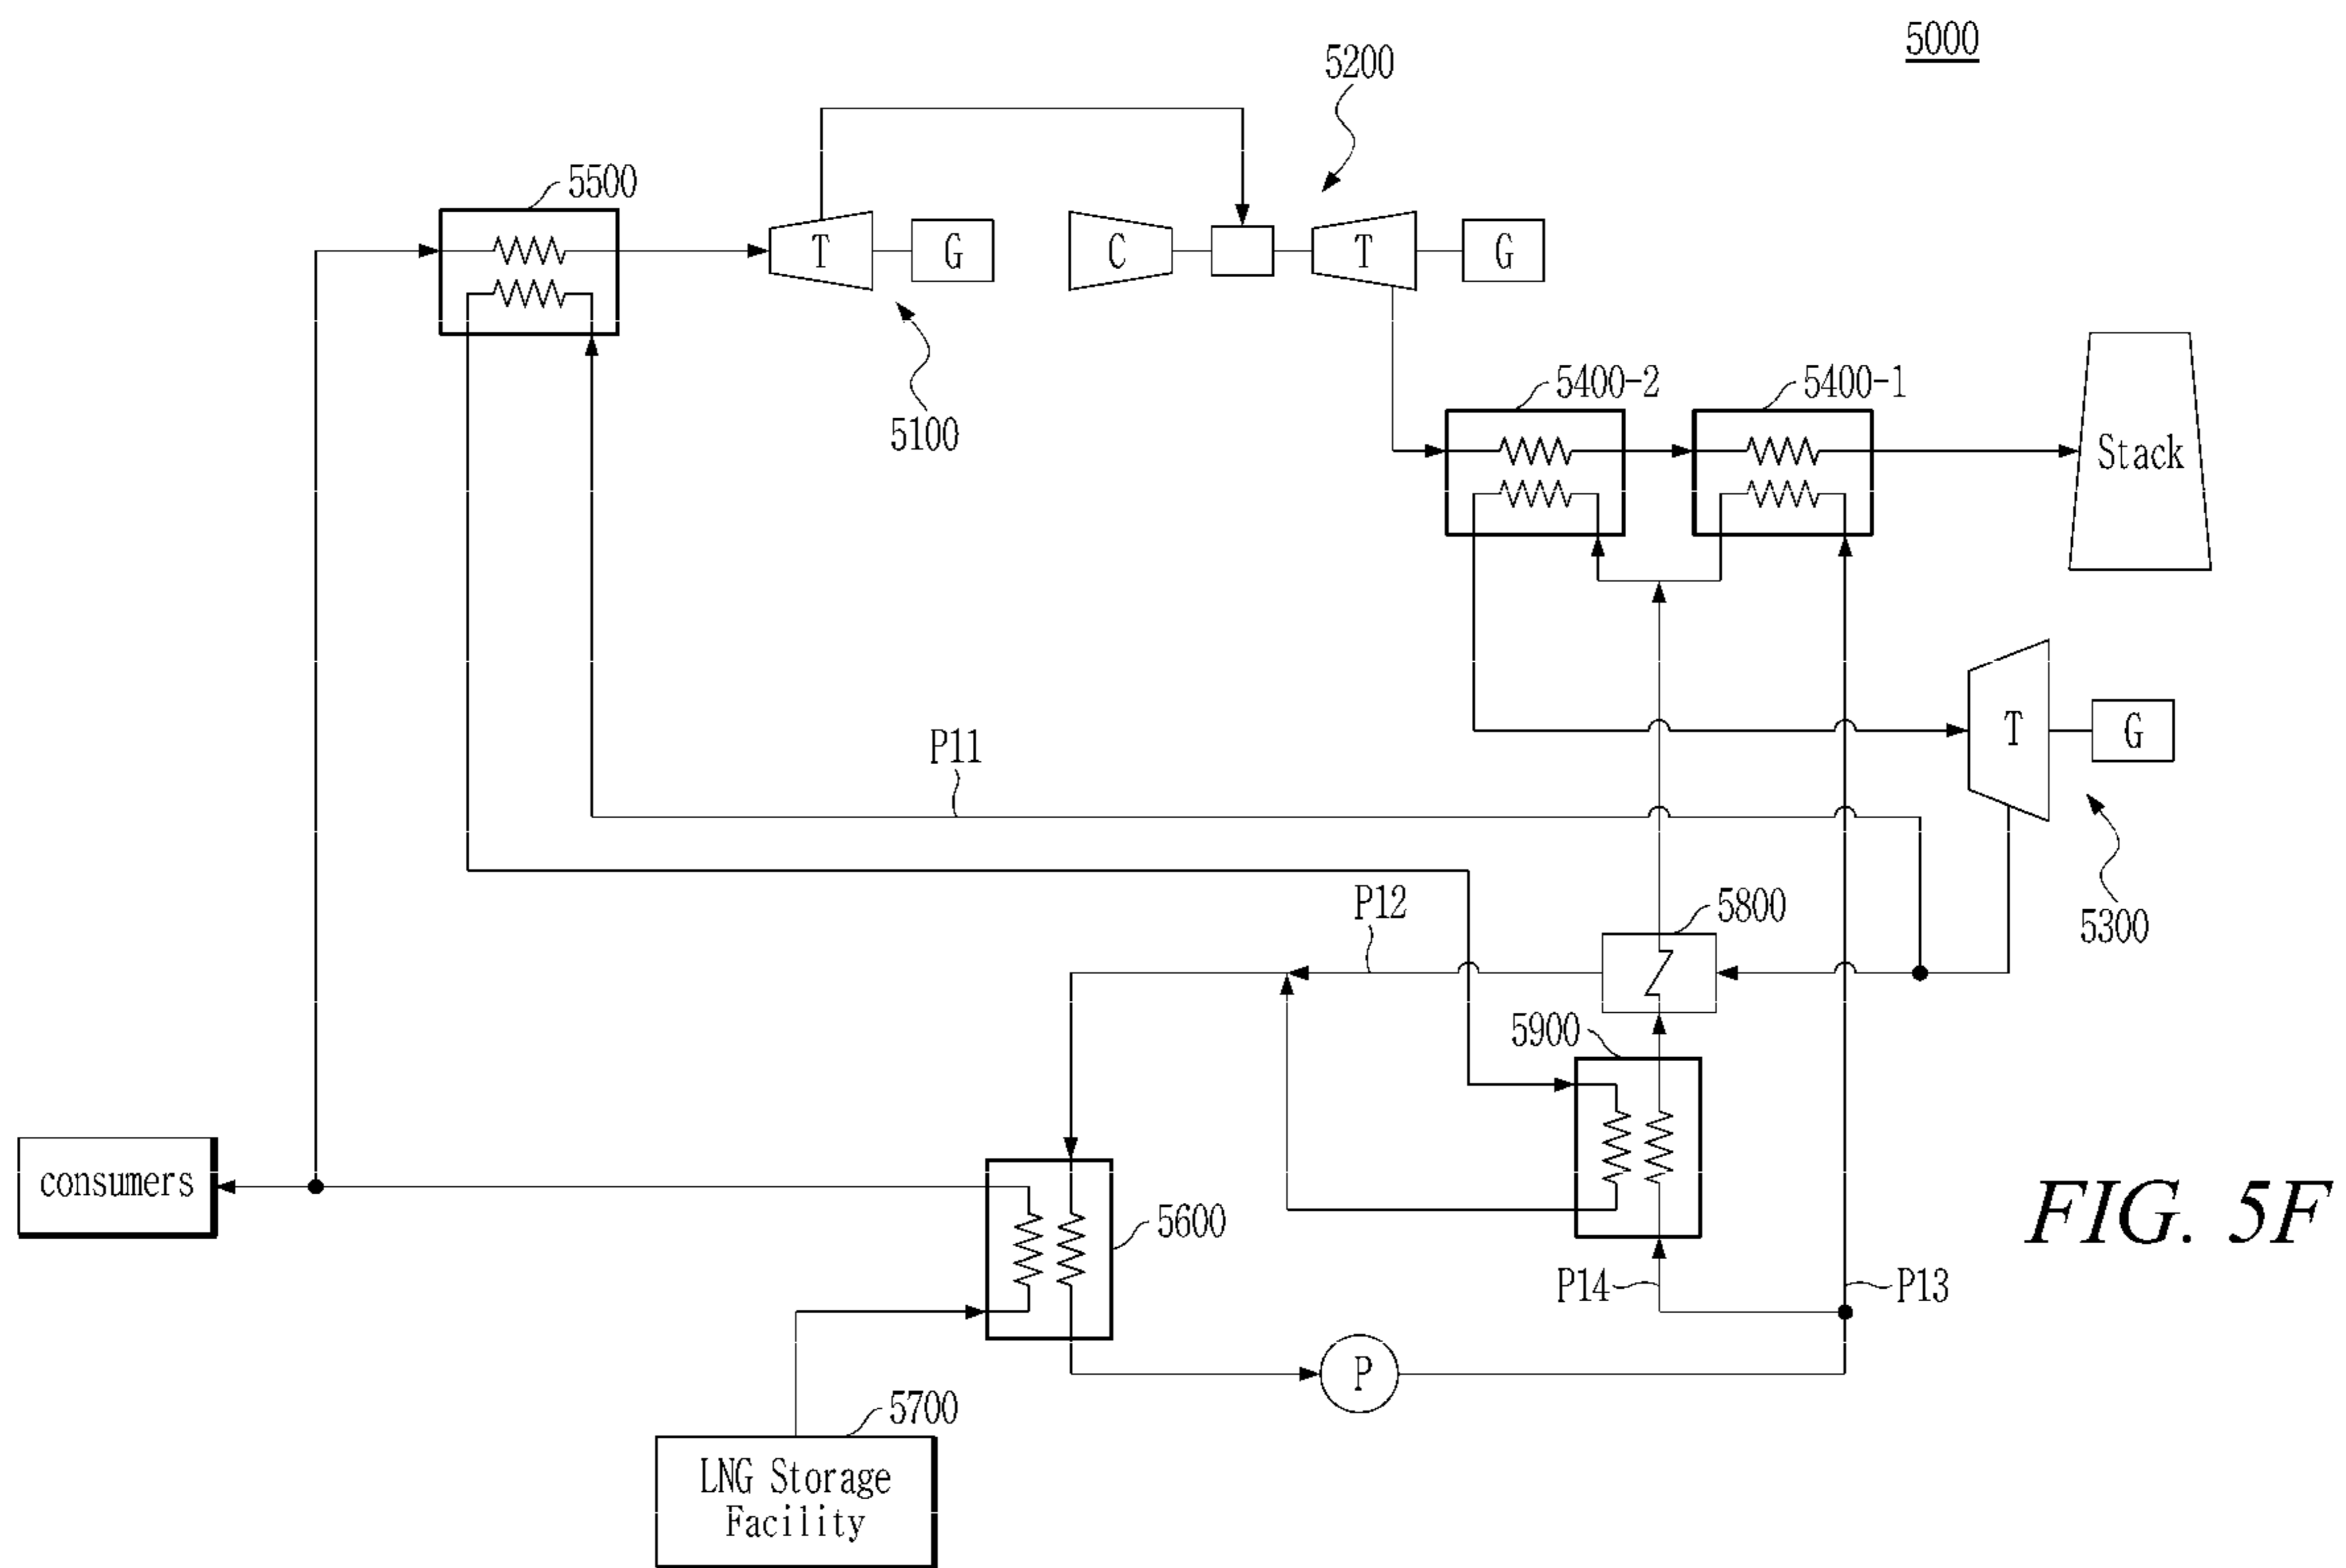 5000
5200
5500
T
G
C
T
G
5100
5400-2
5400-1
Stack
T
G
P11
5300
P12
5800
5900
consumers
5600
P14
P13
FIG. 5F
P
5700
LNG Storage
Facility